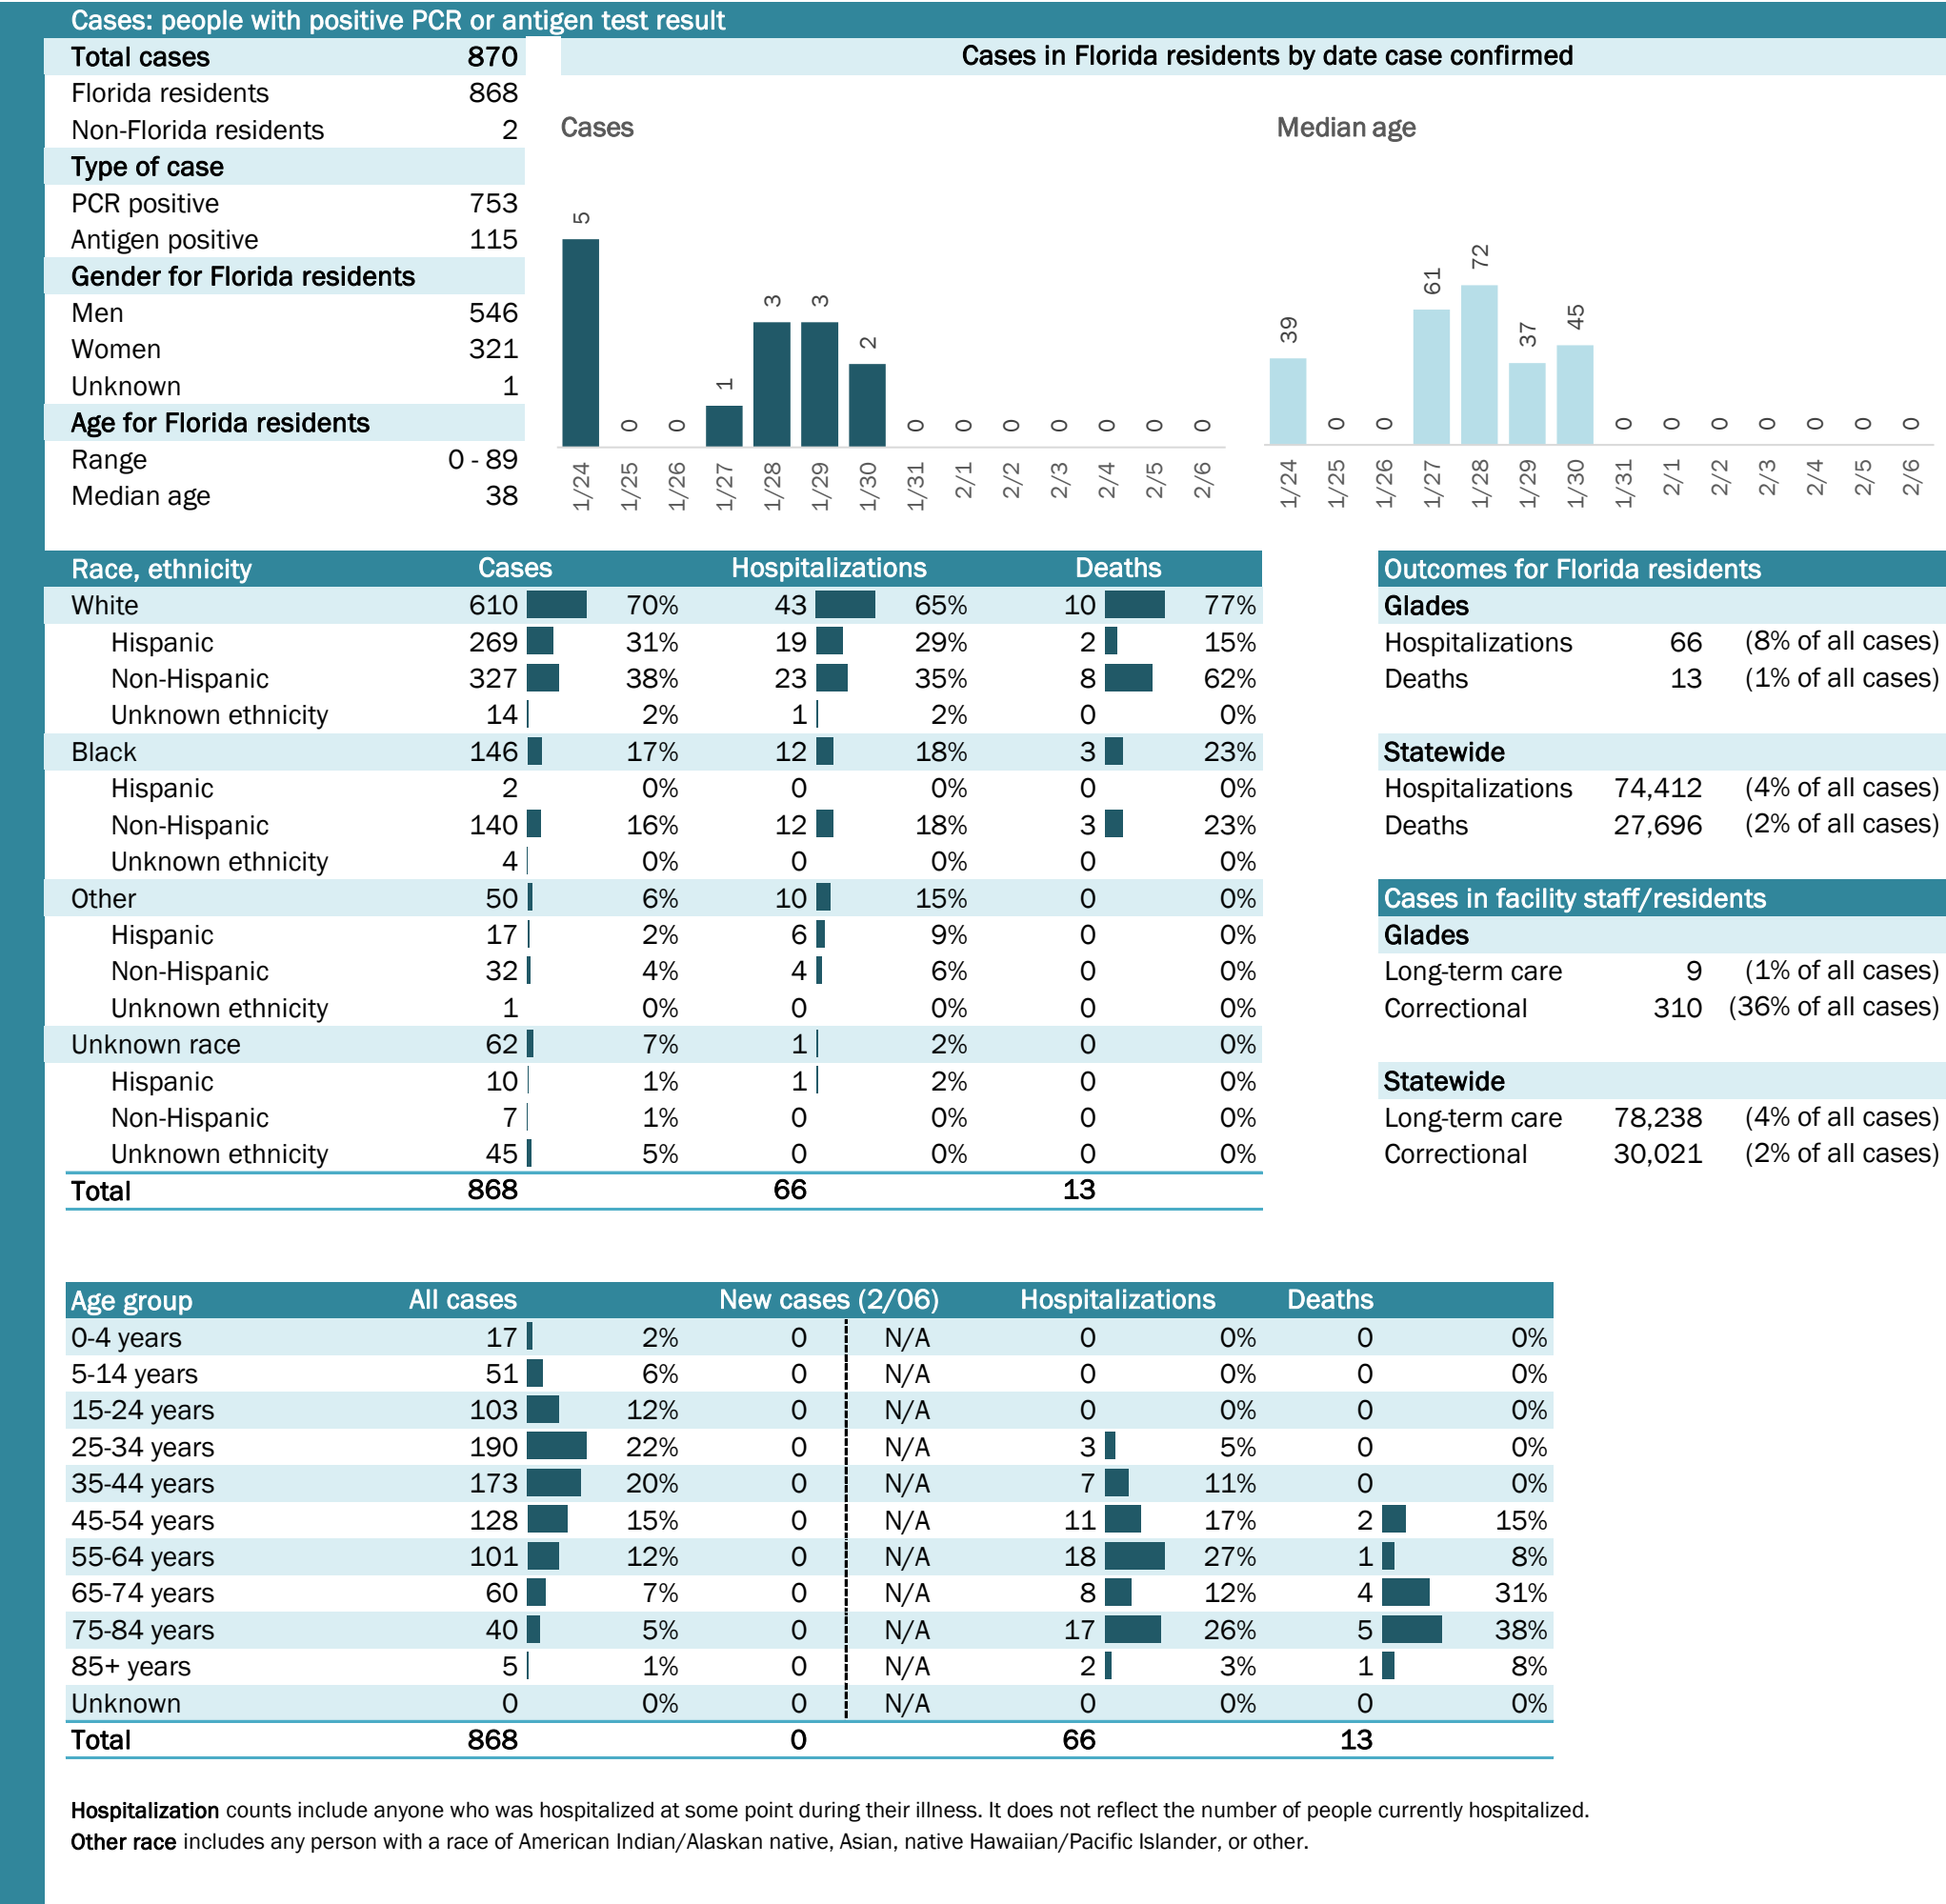 Cases: people with positive PCR or antigen test result
Total cases 870
Florida residents 868
Non-Florida residents 2
Type of case
PCR positive 753
Antigen positive 115
Gender for Florida residents
Men 546
Women 321
Unknown 1
Age for Florida residents
Range 0 - 89
Median age 38
Cases in Florida residents by date case confirmed
Cases
5 0 0 1 3 3 2 0 0 0 0 0 0 0
1/24 1/25 1/26 1/27 1/28 1/29 1/30 1/31 2/1 2/2 2/3 2/4 2/5 2/6
Median age
39 0 0 61 72 37 45 0 0 0 0 0 0 0
1/24 1/25 1/26 1/27 1/28 1/29 1/30 1/31 2/1 2/2 2/3 2/4 2/5 2/6
Race, ethnicity Cases Hospitalizations Deaths
White 610 70% 43 65% 10 77%
Hispanic 269 31% 19 29% 2 15%
Non-Hispanic 327 38% 23 35% 8 62%
Unknown ethnicity 14 2% 1 2% 0 0%
Black 146 17% 12 18% 3 23%
Hispanic 2 0% 0 0% 0 0%
Non-Hispanic 140 16% 12 18% 3 23%
Unknown ethnicity 4 0% 0 0% 0 0%
Other 50 6% 10 15% 0 0%
Hispanic 17 2% 6 9% 0 0%
Non-Hispanic 32 4% 4 6% 0 0%
Unknown ethnicity 1 0% 0 0% 0 0%
Unknown race 62 7% 1 2% 0 0%
Hispanic 10 1% 1 2% 0 0%
Non-Hispanic 7 1% 0 0% 0 0%
Unknown ethnicity 45 5% 0 0% 0 0%
Total 868 66 13
Outcomes for Florida residents
Glades
Hospitalizations 66 (8% of all cases)
Deaths 13 (1% of all cases)
Statewide
Hospitalizations 74,412 (4% of all cases)
Deaths 27,696 (2% of all cases)
Cases in facility staff/residents
Glades
Long-term care 9 (1% of all cases)
Correctional 310 (36% of all cases)
Statewide
Long-term care 78,238 (4% of all cases)
Correctional 30,021 (2% of all cases)
Age group All cases New cases (2/06) Hospitalizations Deaths
0-4 years 17 2% 0 N/A 0 0% 0 0%
5-14 years 51 6% 0 N/A 0 0% 0 0%
15-24 years 103 12% 0 N/A 0 0% 0 0%
25-34 years 190 22% 0 N/A 3 5% 0 0%
35-44 years 173 20% 0 N/A 7 11% 0 0%
45-54 years 128 15% 0 N/A 11 17% 2 15%
55-64 years 101 12% 0 N/A 18 27% 1 8%
65-74 years 60 7% 0 N/A 8 12% 4 31%
75-84 years 40 5% 0 N/A 17 26% 5 38%
85+ years 5 1% 0 N/A 2 3% 1 8%
Unknown 0 0% 0 N/A 0 0% 0 0%
Total 868 0 66 13
Hospitalization counts include anyone who was hospitalized at some point during their illness. It does not reflect the number of people currently hospitalized.
Other race includes any person with a race of American Indian/Alaskan native, Asian, native Hawaiian/Pacific Islander, or other.